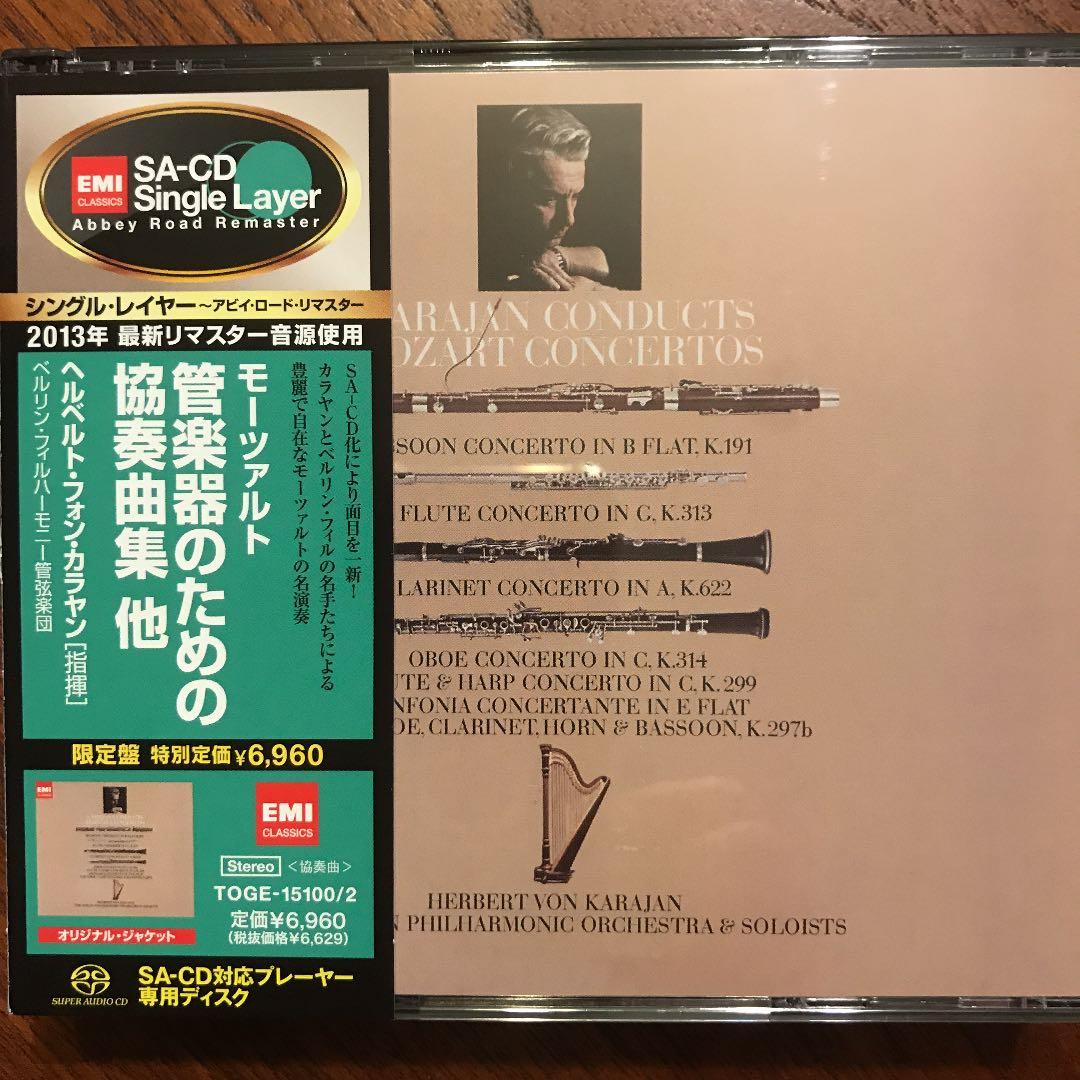 EMI
CLASSICS
SA-CD
Single Layer
Abbey Road Remaster
シングル・レイヤー～アビイ・ロード・リマスター
2013年 最新リマスター音源使用
SA-CD化により面目を一新！
カラヤンとベルリン・フィルの名手たちによる
豊麗で自在なモーツァルトの名演奏
モーツァルト
管楽器のための
協奏曲集 他
ヘルベルト・フォン・カラヤン[指揮]
ベルリン・フィルハーモニー管弦楽団
限定盤 特別定価¥6,960
EMI
EMI
CLASSICS
Stereo <協奏曲>
TOGE-15100/2
定価¥6,960
(税抜価格¥6,629)
オリジナル・ジャケット
SUPER AUDIO CD
SA-CD対応プレーヤー
専用ディスク
ARAJAN CONDUCTS
OZART CONCERTOS
SOON CONCERTO IN B FLAT, K.191
FLUTE CONCERTO IN C, K.313
LARINET CONCERTO IN A, K.622
OBOE CONCERTO IN C, K.314
UTE & HARP CONCERTO IN C, K.299
NFONIA CONCERTANTE IN E FLAT
OE, CLARINET, HORN & BASSOON, K.297b
HERBERT VON KARAJAN
N PHILHARMONIC ORCHESTRA & SOLOISTS